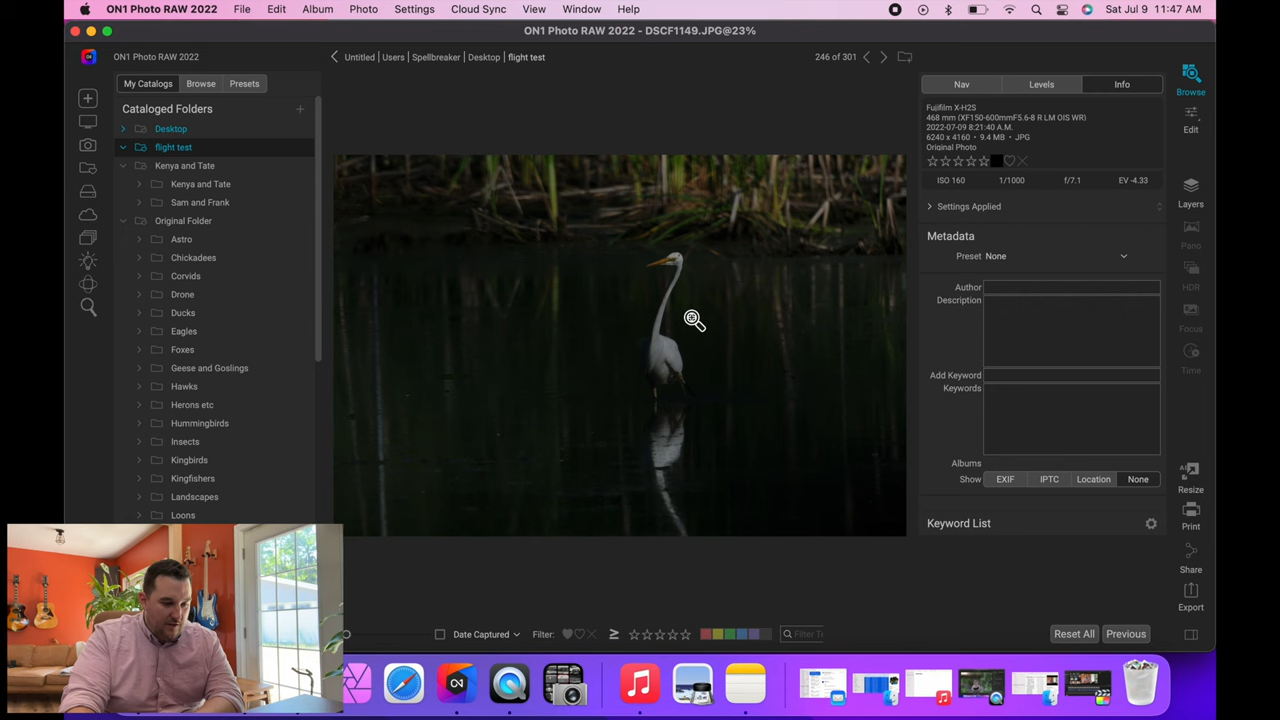 ON1 Photo RAW 2022 File Edit Album Photo Settings Cloud Sync View Window Help Sat Jul 9 11:47 AM
ON1 Photo RAW 2022 - DSCF1149.JPG@23%
ON1 Photo RAW 2022 Untitled Users Spellbreaker Desktop flight test 246 of 301
My Catalogs Browse Presets
Nav Levels Info
Browse
Cataloged Folders
Fujifilm X-H2S
468 mm (XF150-600mmF5.6-8 R LM OIS WR)
2022-07-09 8:21:40 A.M.
6240 x 4160 • 9.4 MB • JPG
Original Photo
Desktop
Edit
flight test
Kenya and Tate
ISO 160 1/1000 f/7.1 EV -4.33
Kenya and Tate
Sam and Frank
Settings Applied
Layers
Original Folder
Metadata
Astro
Pano
Chickadees
Preset None
Corvids
Author
HDR
Drone
Description
Ducks
Eagles
Focus
Foxes
Geese and Goslings
Add Keyword
Time
Hawks
Keywords
Herons etc
Hummingbirds
Insects
Kingbirds
Albums
Kingfishers
Show EXIF IPTC Location None
Resize
Landscapes
Loons
Keyword List
Print
Share
Export
Date Captured Filter: ≥ Filter Te
Reset All Previous